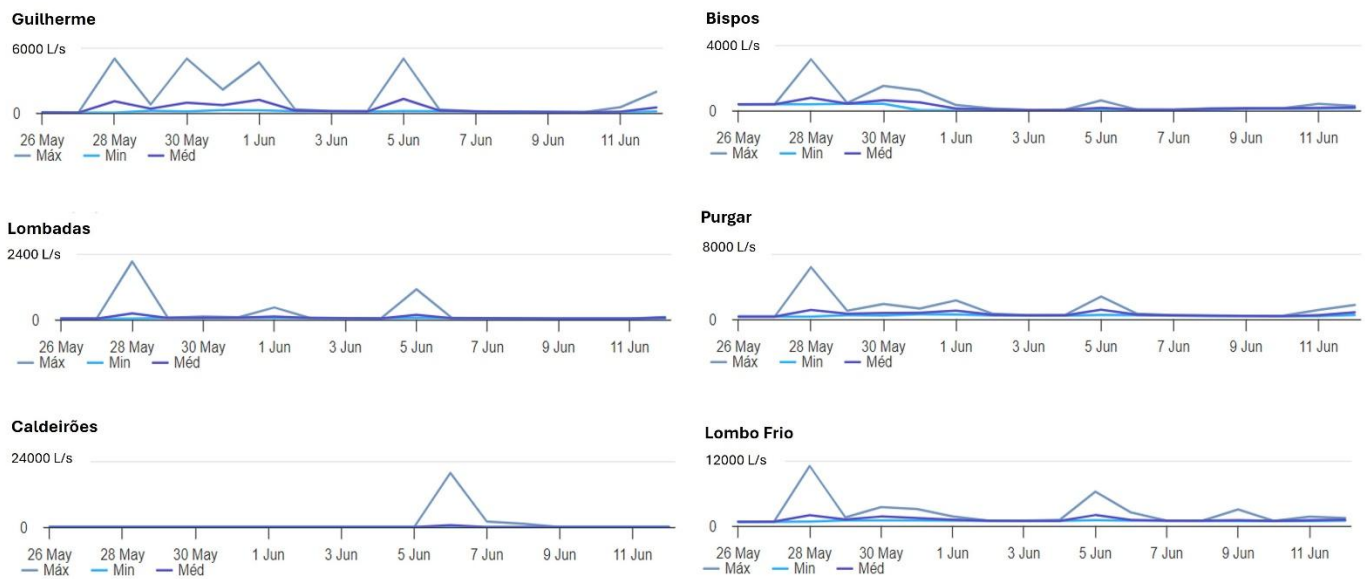 Guilherme
6000 L/s
0
26 May 28 May 30 May 1 Jun 3 Jun 5 Jun 7 Jun 9 Jun 11 Jun
Máx Min Méd
Bispos
4000 L/s
0
26 May 28 May 30 May 1 Jun 3 Jun 5 Jun 7 Jun 9 Jun 11 Jun
Máx Min Méd
Lombadas
2400 L/s
0
26 May 28 May 30 May 1 Jun 3 Jun 5 Jun 7 Jun 9 Jun 11 Jun
Máx Min Méd
Purgar
8000 L/s
0
26 May 28 May 30 May 1 Jun 3 Jun 5 Jun 7 Jun 9 Jun 11 Jun
Máx Min Méd
Caldeirões
24000 L/s
0
26 May 28 May 30 May 1 Jun 3 Jun 5 Jun 7 Jun 9 Jun 11 Jun
Máx Min Méd
Lombo Frio
12000 L/s
0
26 May 28 May 30 May 1 Jun 3 Jun 5 Jun 7 Jun 9 Jun 11 Jun
Máx Min Méd